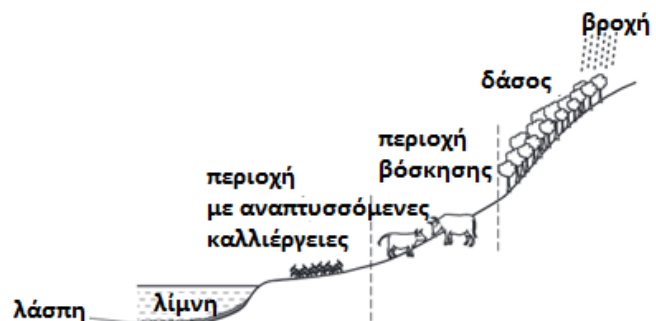 βροχή
δάσος
περιοχή
βόσκησης
περιοχή
με αναπτυσσόμενες
καλλιέργειες
λίμνη
λάσπη